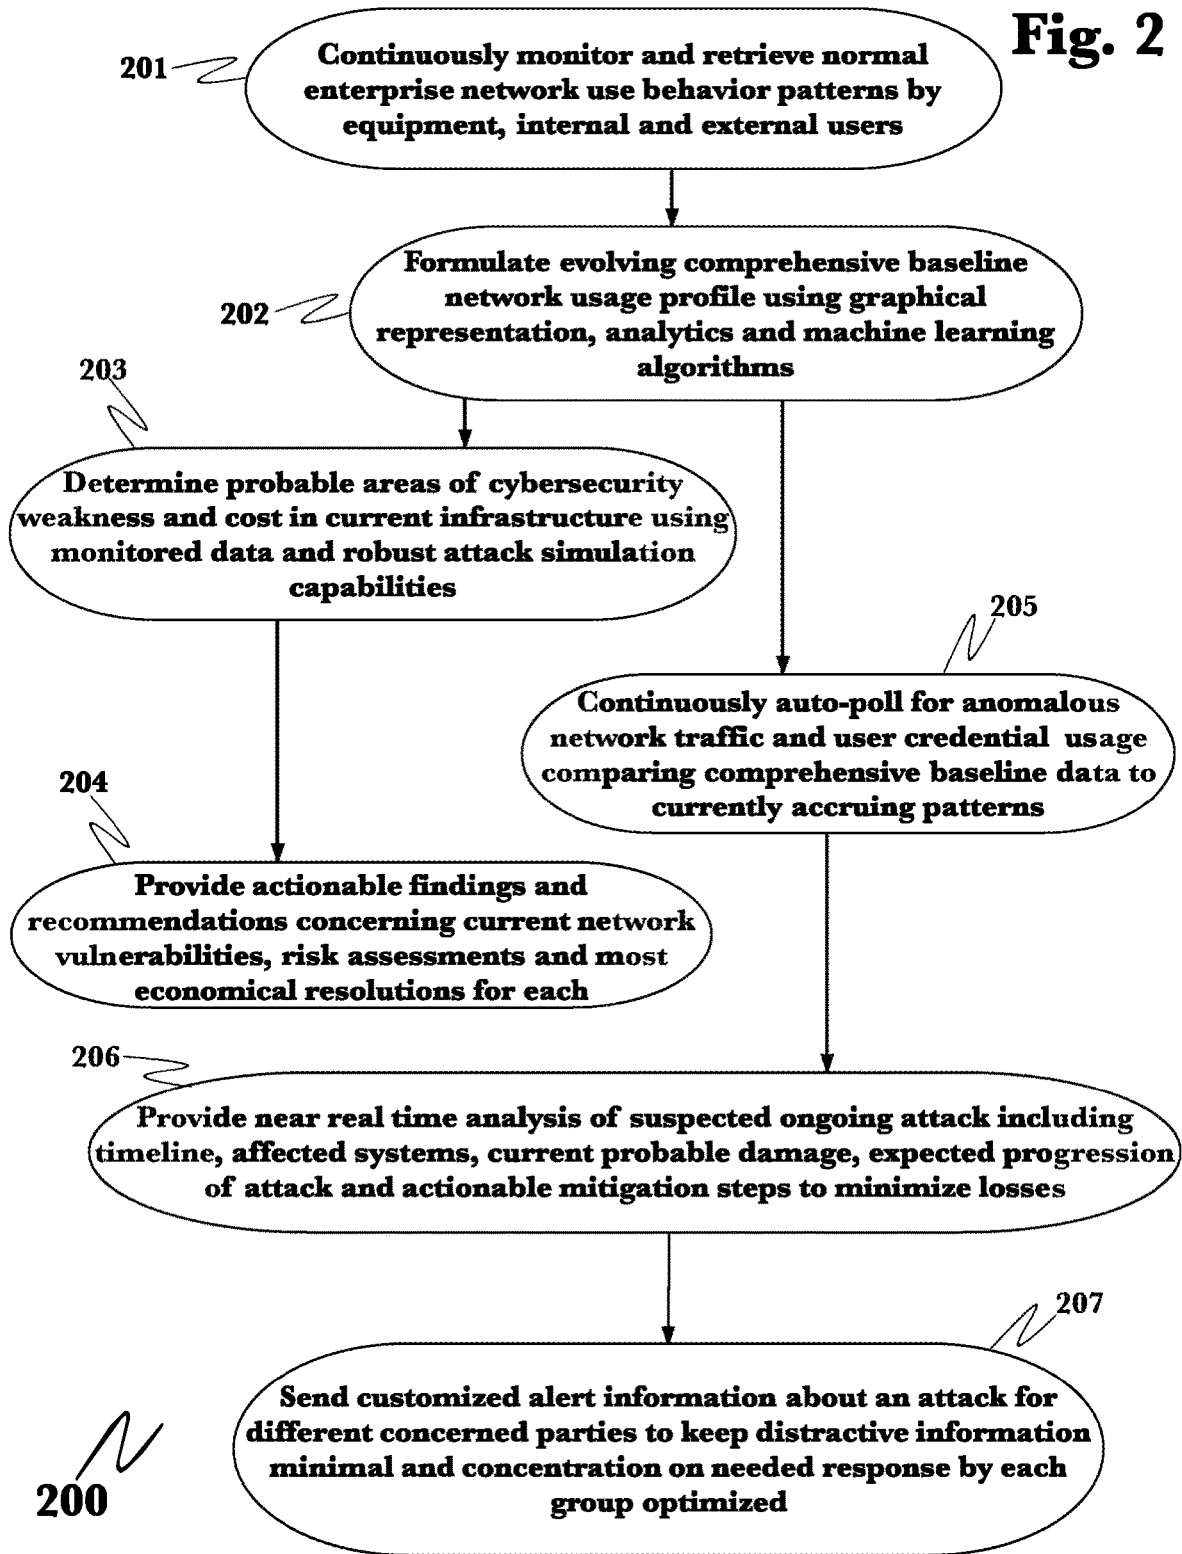 Fig. 2
201
Continuously monitor and retrieve normal
enterprise network use behavior patterns by
equipment, internal and external users
202
Formulate evolving comprehensive baseline
network usage profile using graphical
representation, analytics and machine learning
algorithms
203
Determine probable areas of cybersecurity
weakness and cost in current infrastructure using
monitored data and robust attack simulation
capabilities
204
Provide actionable findings and
recommendations concerning current network
vulnerabilities, risk assessments and most
economical resolutions for each
205
Continuously auto-poll for anomalous
network traffic and user credential usage
comparing comprehensive baseline data to
currently accruing patterns
206
Provide near real time analysis of suspected ongoing attack including
timeline, affected systems, current probable damage, expected progression
of attack and actionable mitigation steps to minimize losses
207
Send customized alert information about an attack for
different concerned parties to keep distractive information
minimal and concentration on needed response by each
group optimized
200